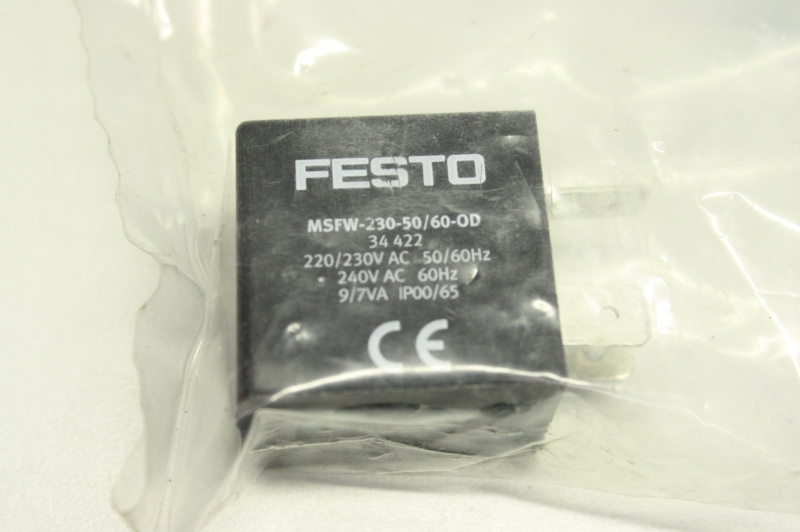 FESTO
MSFW-230-50/60-OD
34 422
220/230V AC 50/60Hz
240V AC 60Hz
9/7VA IP00/65
CE